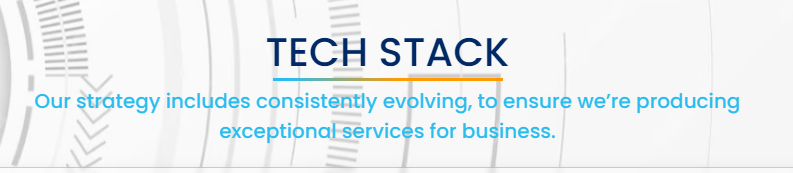 TECH STACK
Our strategy includes consistently evolving, to ensure we’re producing
exceptional services for business.